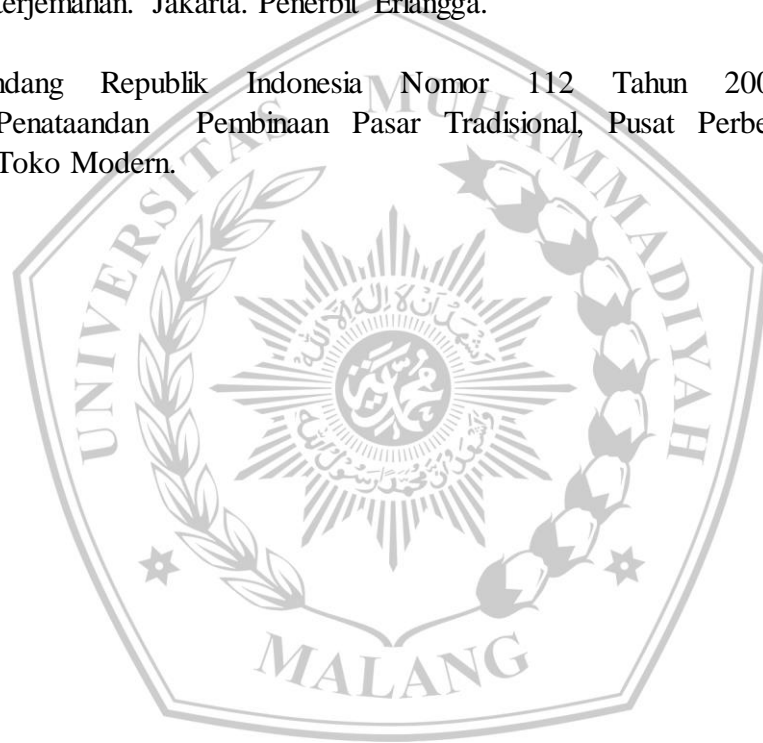 terjemahan. Jakarta. Penerbit Erlangga.
ndang Republik Indonesia Nomor 112 Tahun 200
Penataandan Pembinaan Pasar Tradisional, Pusat Perbe
Toko Modern.
UNIVERSITAS MUHAMMADIYAH
MALANG